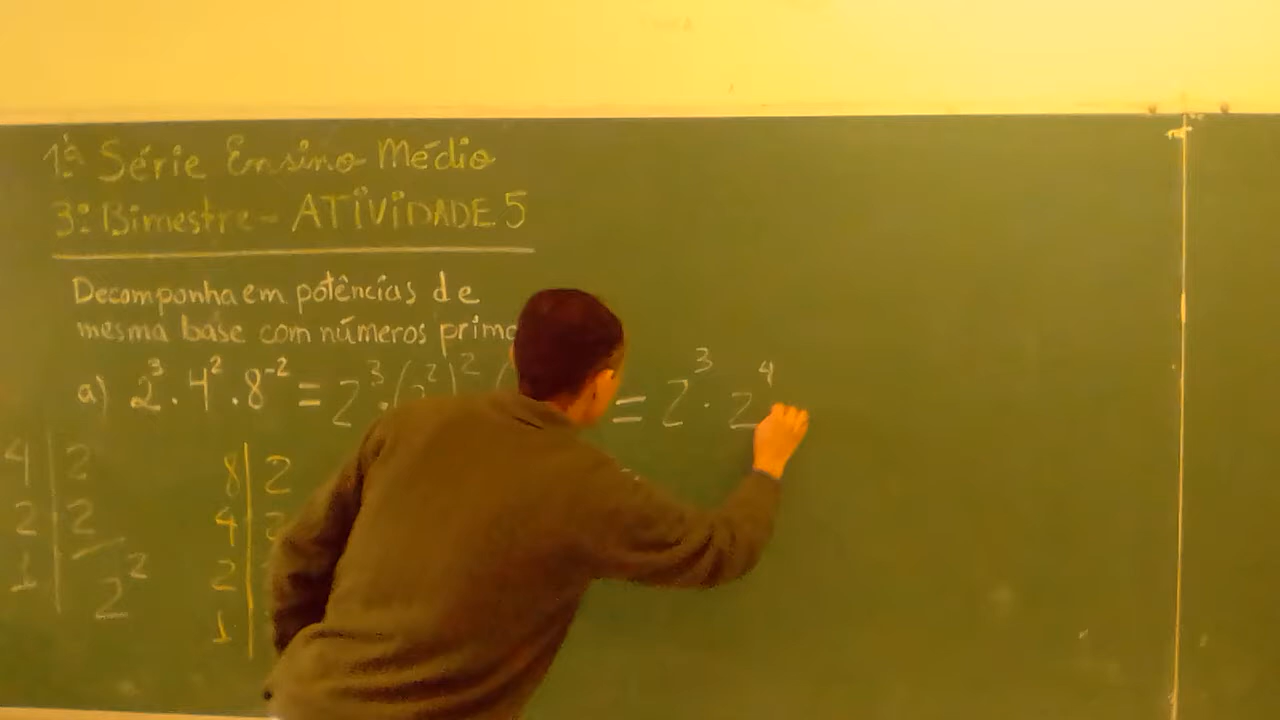 1ª Série Ensino Médio
3º Bimestre - ATIVIDADE 5
Decomponha em potências de
mesma base com números
a) 2³ . 4² . 8⁻² = 2³ . (2²)² ( = 2³ . 2⁴
4 | 2
2 | 2
1 | 2²
8 | 2
4 | 2
2
1